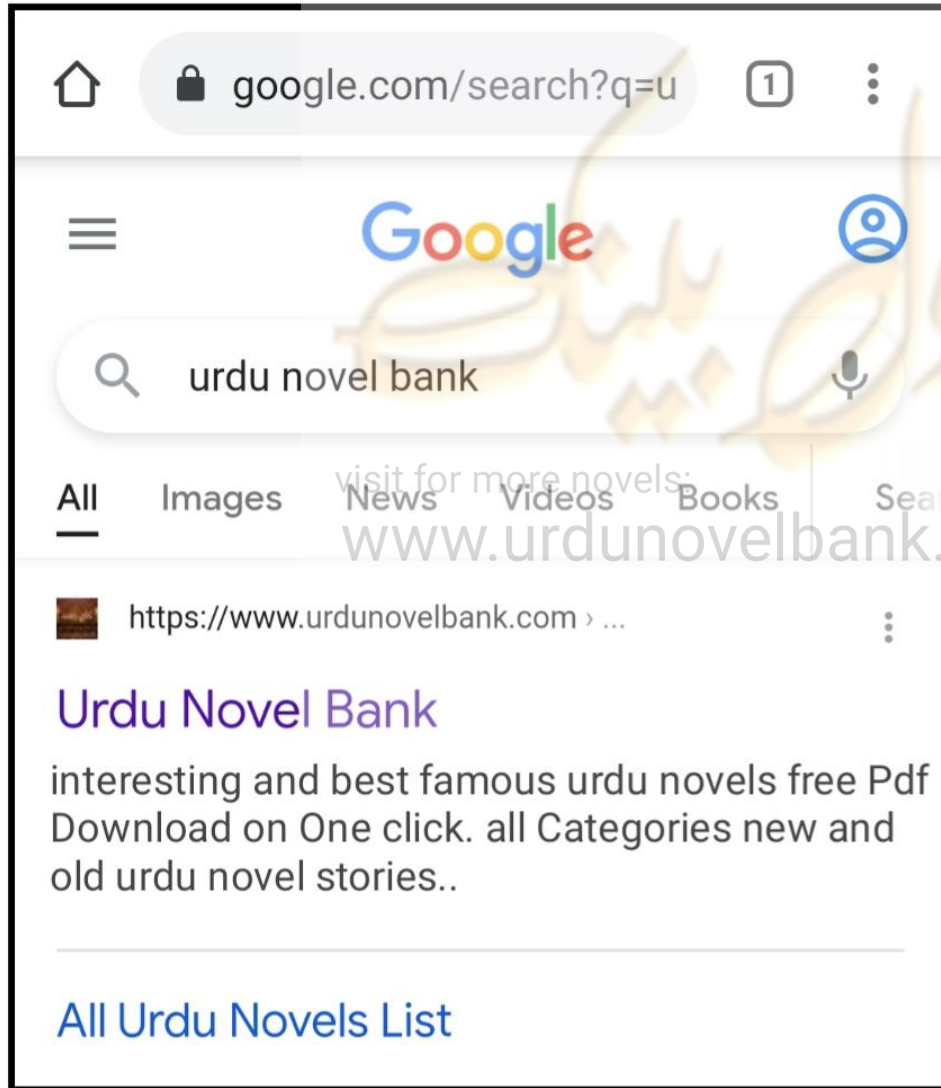 google.com/search?q=u
1
Google
urdu novel bank
visit for more novels:
All Images News Videos Books Sea
www.urdunovelbank.
https://www.urdunovelbank.com › ...
Urdu Novel Bank
interesting and best famous urdu novels free Pdf
Download on One click. all Categories new and
old urdu novel stories..
All Urdu Novels List